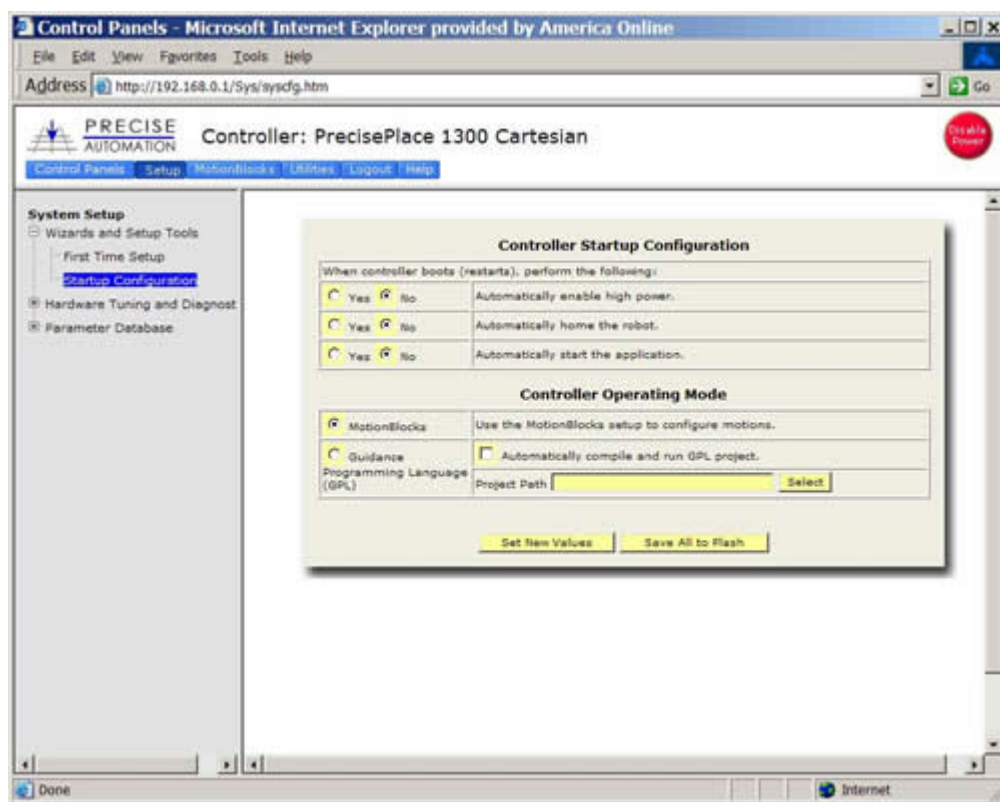 Control Panels - Microsoft Internet Explorer provided by America Online
File Edit View Favorites Tools Help
Address http://192.168.0.1/Sys/syscfg.htm Go
PRECISE AUTOMATION
Controller: PrecisePlace 1300 Cartesian
Disable Power
Control Panels Setup MotionBlocks Utilities Logout Help
System Setup
Wizards and Setup Tools
First Time Setup
Startup Configuration
Hardware Tuning and Diagnost
Parameter Database
Controller Startup Configuration
When controller boots (restarts), perform the following:
Yes No Automatically enable high power.
Yes No Automatically home the robot.
Yes No Automatically start the application.
Controller Operating Mode
MotionBlocks Use the MotionBlocks setup to configure motions.
Guidance Programming Language (GPL)
Automatically compile and run GPL project.
Project Path Select
Set New Values Save All to Flash
Done Internet